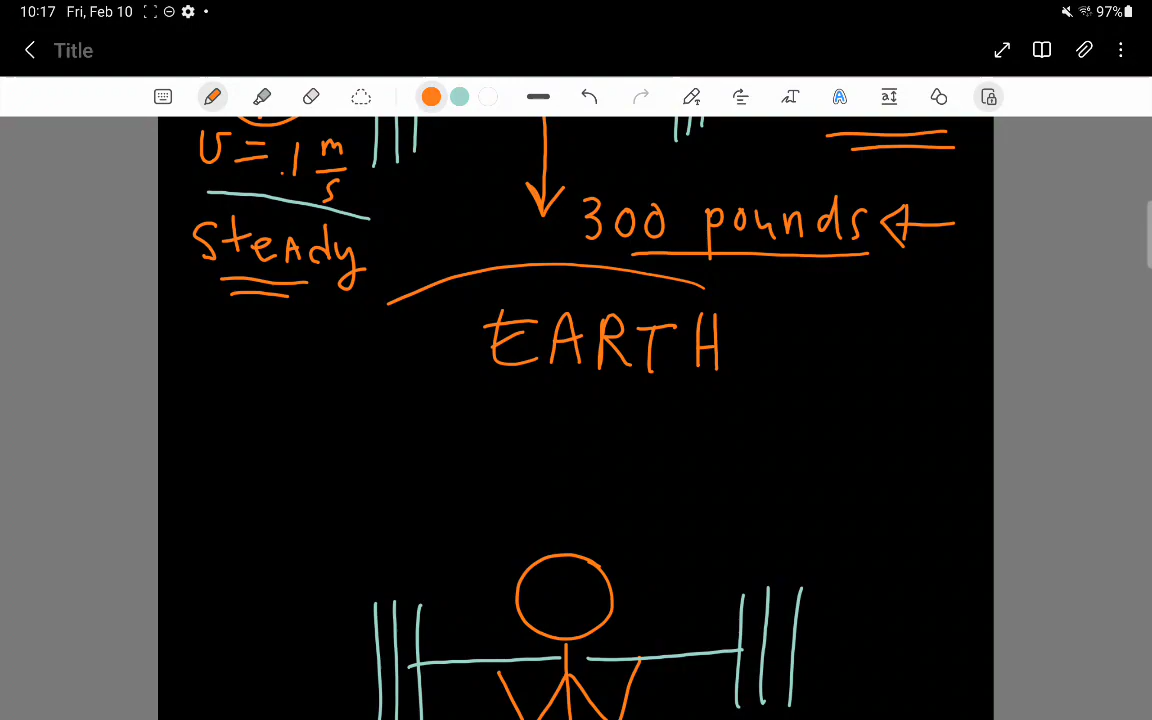 10:17 Fri, Feb 10
97%
Title
v = .1 m/s
steady
300 pounds
EARTH